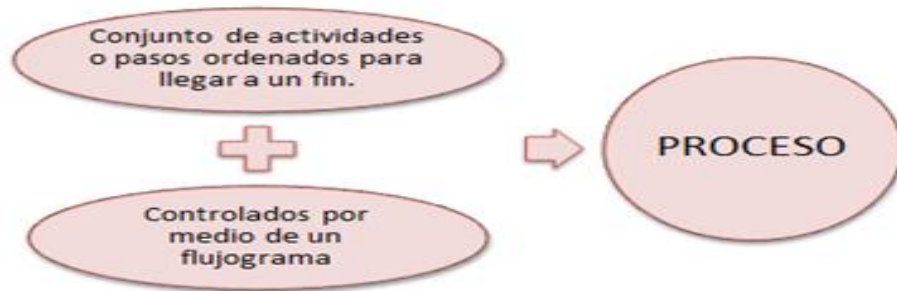 Conjunto de actividades
o pasos ordenados para
llegar a un fin.
Controlados por
medio de un
flujograma
PROCESO